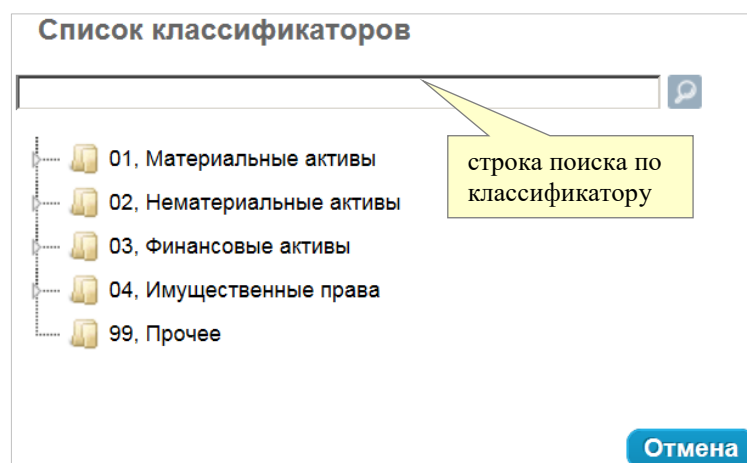 Список классификаторов
строка поиска по
классификатору
01, Материальные активы
02, Нематериальные активы
03, Финансовые активы
04, Имущественные права
99, Прочее
Отмена